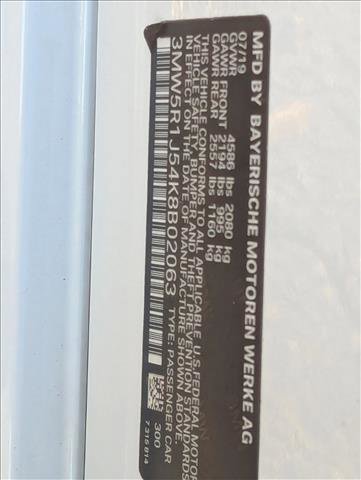 MFD BY BAYERISCHE MOTOREN WERKE AG
07/19
GVWR 4586 lbs 2080 kg
GAWR FRONT 2194 lbs 995 kg
GAWR REAR 2557 lbs 1160 kg
THIS VEHICLE CONFORMS TO ALL APPLICABLE U.S. FEDERAL MOTOR
VEHICLE SAFETY, BUMPER AND THEFT PREVENTION STANDARDS
IN EFFECT ON THE DATE OF MANUFACTURE SHOWN ABOVE.
3MW5R1J54K8B02063 TYPE: PASSENGER CAR
300
7 315 814